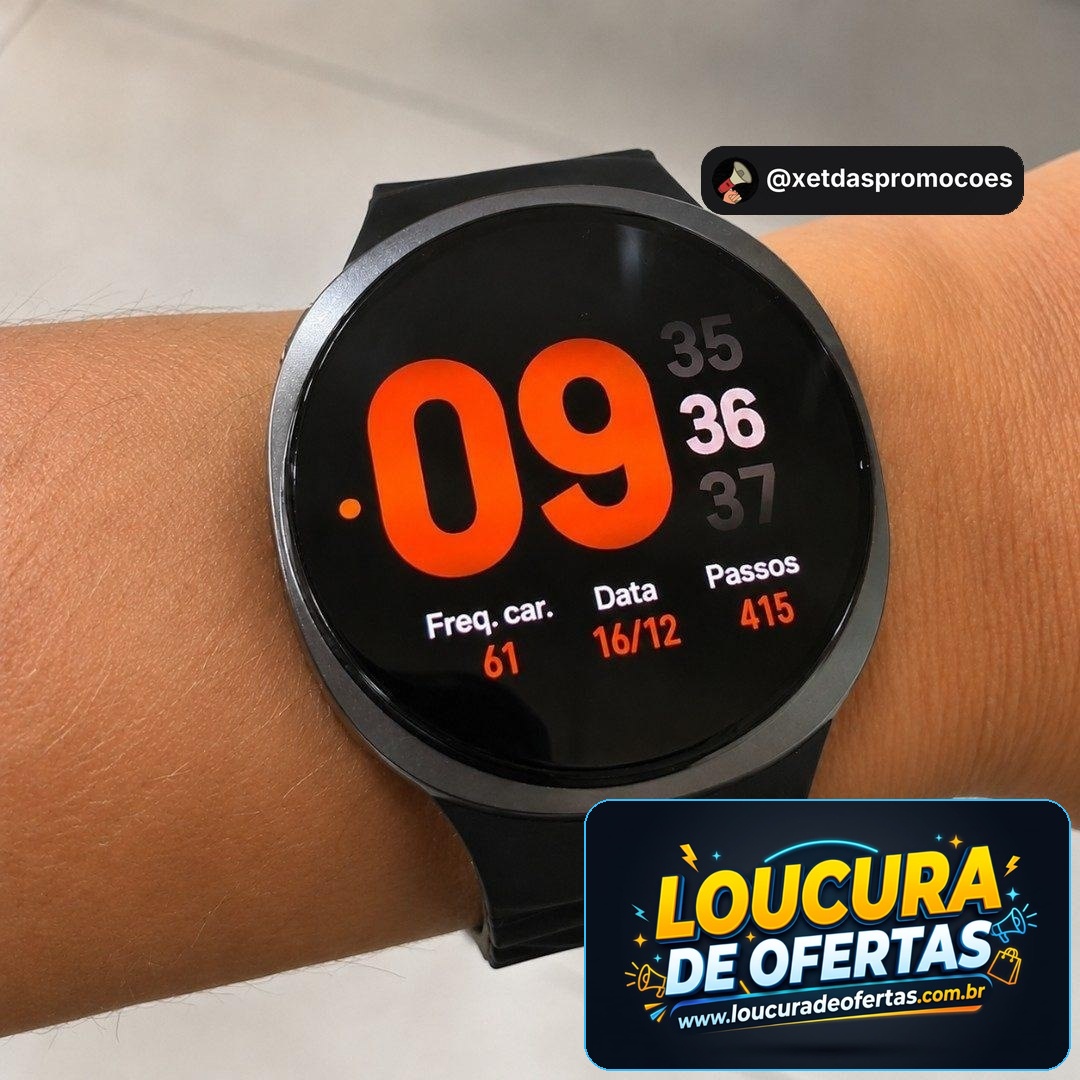 @xetdaspromocoes
35
09 36
37
Freq. car. Data Passos
61 16/12 415
LOUCURA
DE OFERTAS
www.loucuradeofertas.com.br